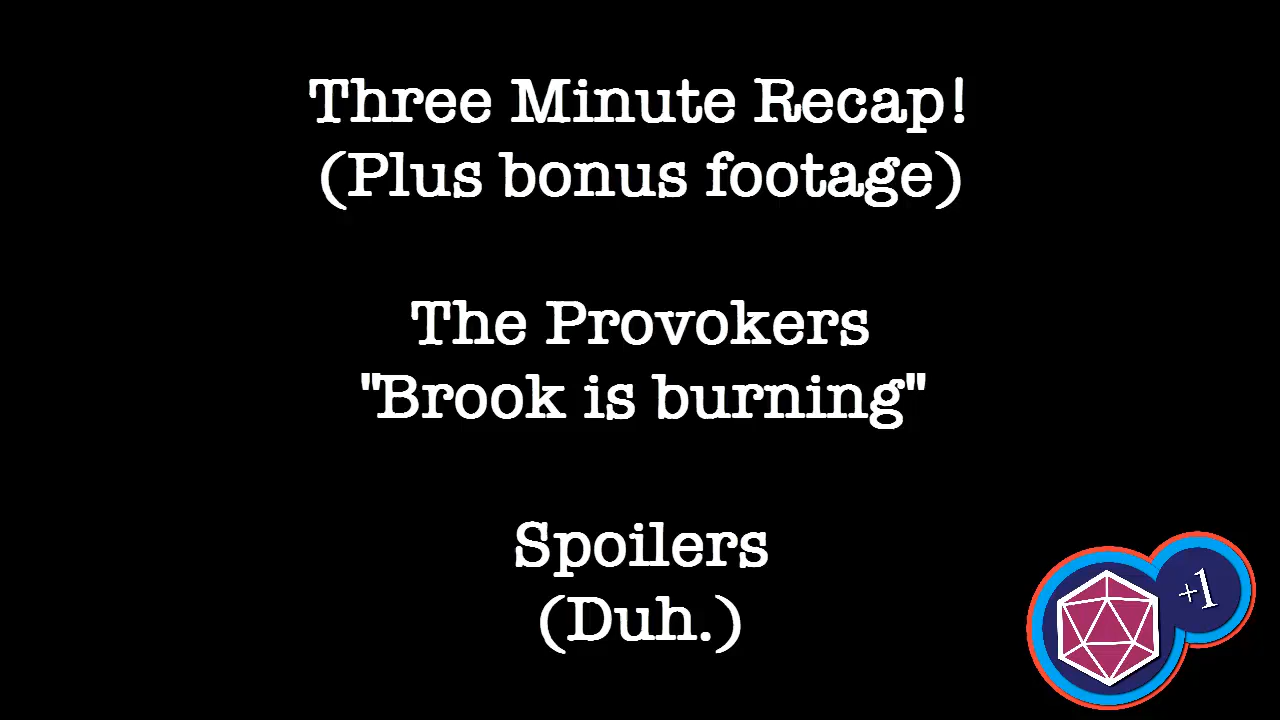 Three Minute Recap!
(Plus bonus footage)
The Provokers
"Brook is burning"
Spoilers
(Duh.)
+1